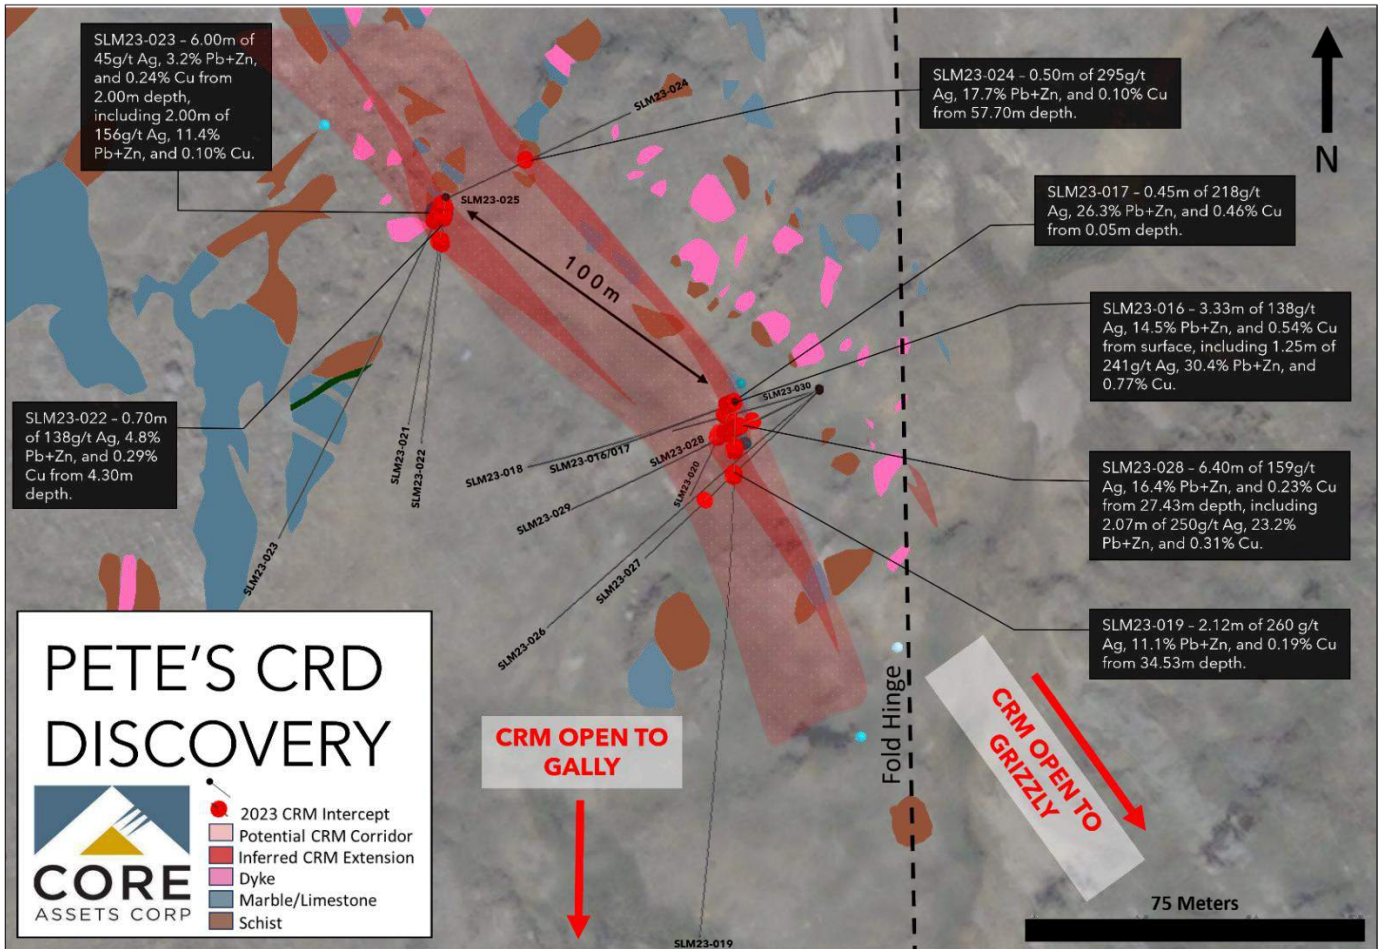 SLM23-023 – 6.00m of
45g/t Ag, 3.2% Pb+Zn,
and 0.24% Cu from
2.00m depth,
including 2.00m of
156g/t Ag, 11.4%
Pb+Zn, and 0.10% Cu.
SLM23-024
SLM23-024 – 0.50m of 295g/t
Ag, 17.7% Pb+Zn, and 0.10% Cu
from 57.70m depth.
N
SLM23-025
SLM23-017 – 0.45m of 218g/t
Ag, 26.3% Pb+Zn, and 0.46% Cu
from 0.05m depth.
100m
SLM23-016 – 3.33m of 138g/t
Ag, 14.5% Pb+Zn, and 0.54% Cu
from surface, including 1.25m of
241g/t Ag, 30.4% Pb+Zn, and
0.77% Cu.
SLM23-022 – 0.70m
of 138g/t Ag, 4.8%
Pb+Zn, and 0.29%
Cu from 4.30m
depth.
SLM23-030
SLM23-021
SLM23-022
SLM23-018
SLM23-016/017
SLM23-028
SLM23-020
SLM23-029
SLM23-028 – 6.40m of 159g/t
Ag, 16.4% Pb+Zn, and 0.23% Cu
from 27.43m depth, including
2.07m of 250g/t Ag, 23.2%
Pb+Zn, and 0.31% Cu.
SLM23-023
SLM23-027
SLM23-026
SLM23-019 – 2.12m of 260 g/t
Ag, 11.1% Pb+Zn, and 0.19% Cu
from 34.53m depth.
Fold Hinge
CRM OPEN TO
GRIZZLY
CRM OPEN TO
GALLY
PETE'S CRD
DISCOVERY
2023 CRM Intercept
Potential CRM Corridor
Inferred CRM Extension
Dyke
Marble/Limestone
Schist
CORE
ASSETS CORP
75 Meters
SLM23-019